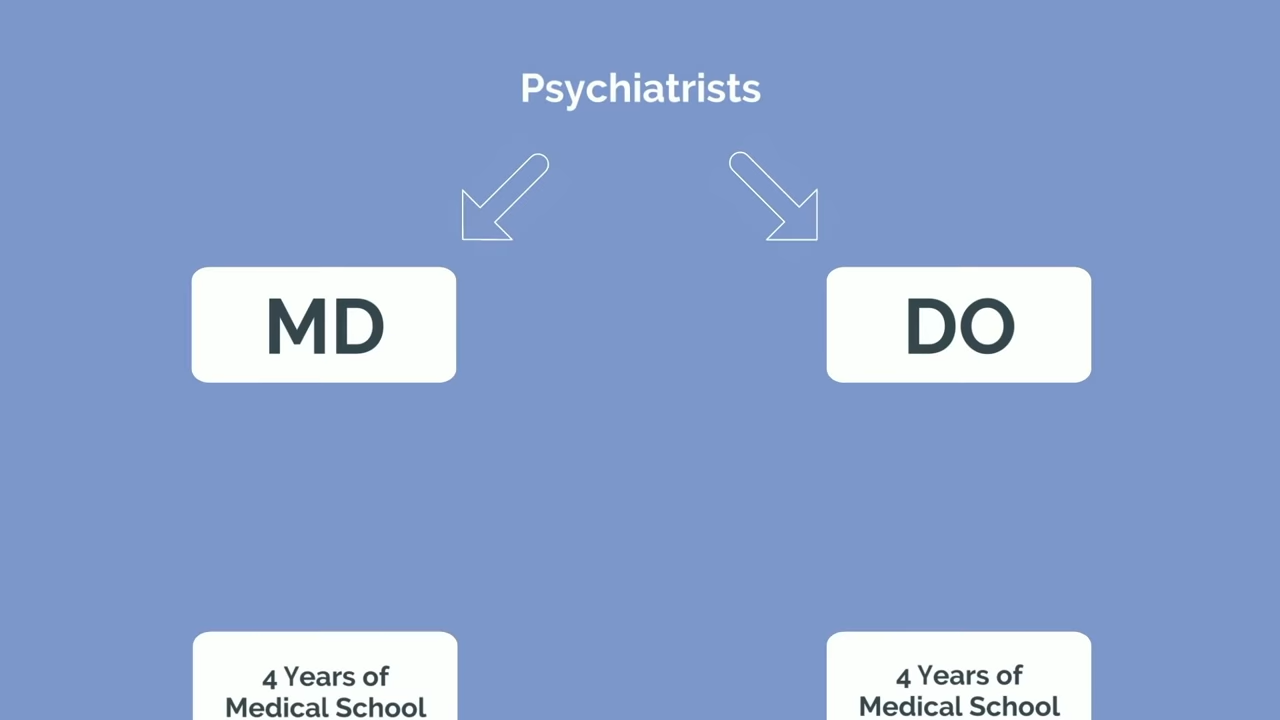 Psychiatrists
MD
DO
4 Years of
Medical School
4 Years of
Medical School